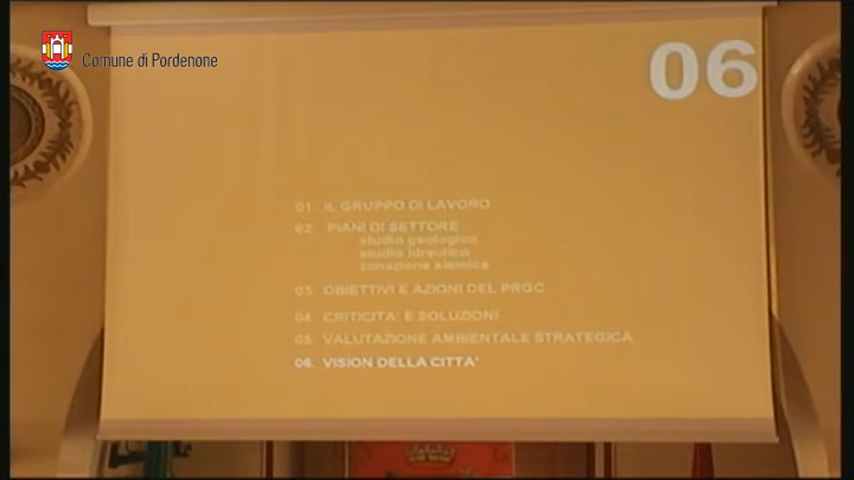 Comune di Pordenone
06
01. IL GRUPPO DI LAVORO
02. PIANI DI SETTORE
studio geologico
studio idraulico
zonazione sismica
03. OBIETTIVI E AZIONI DEL PRGC
04. CRITICITA' E SOLUZIONI
05. VALUTAZIONE AMBIENTALE STRATEGICA
06. VISION DELLA CITTA'